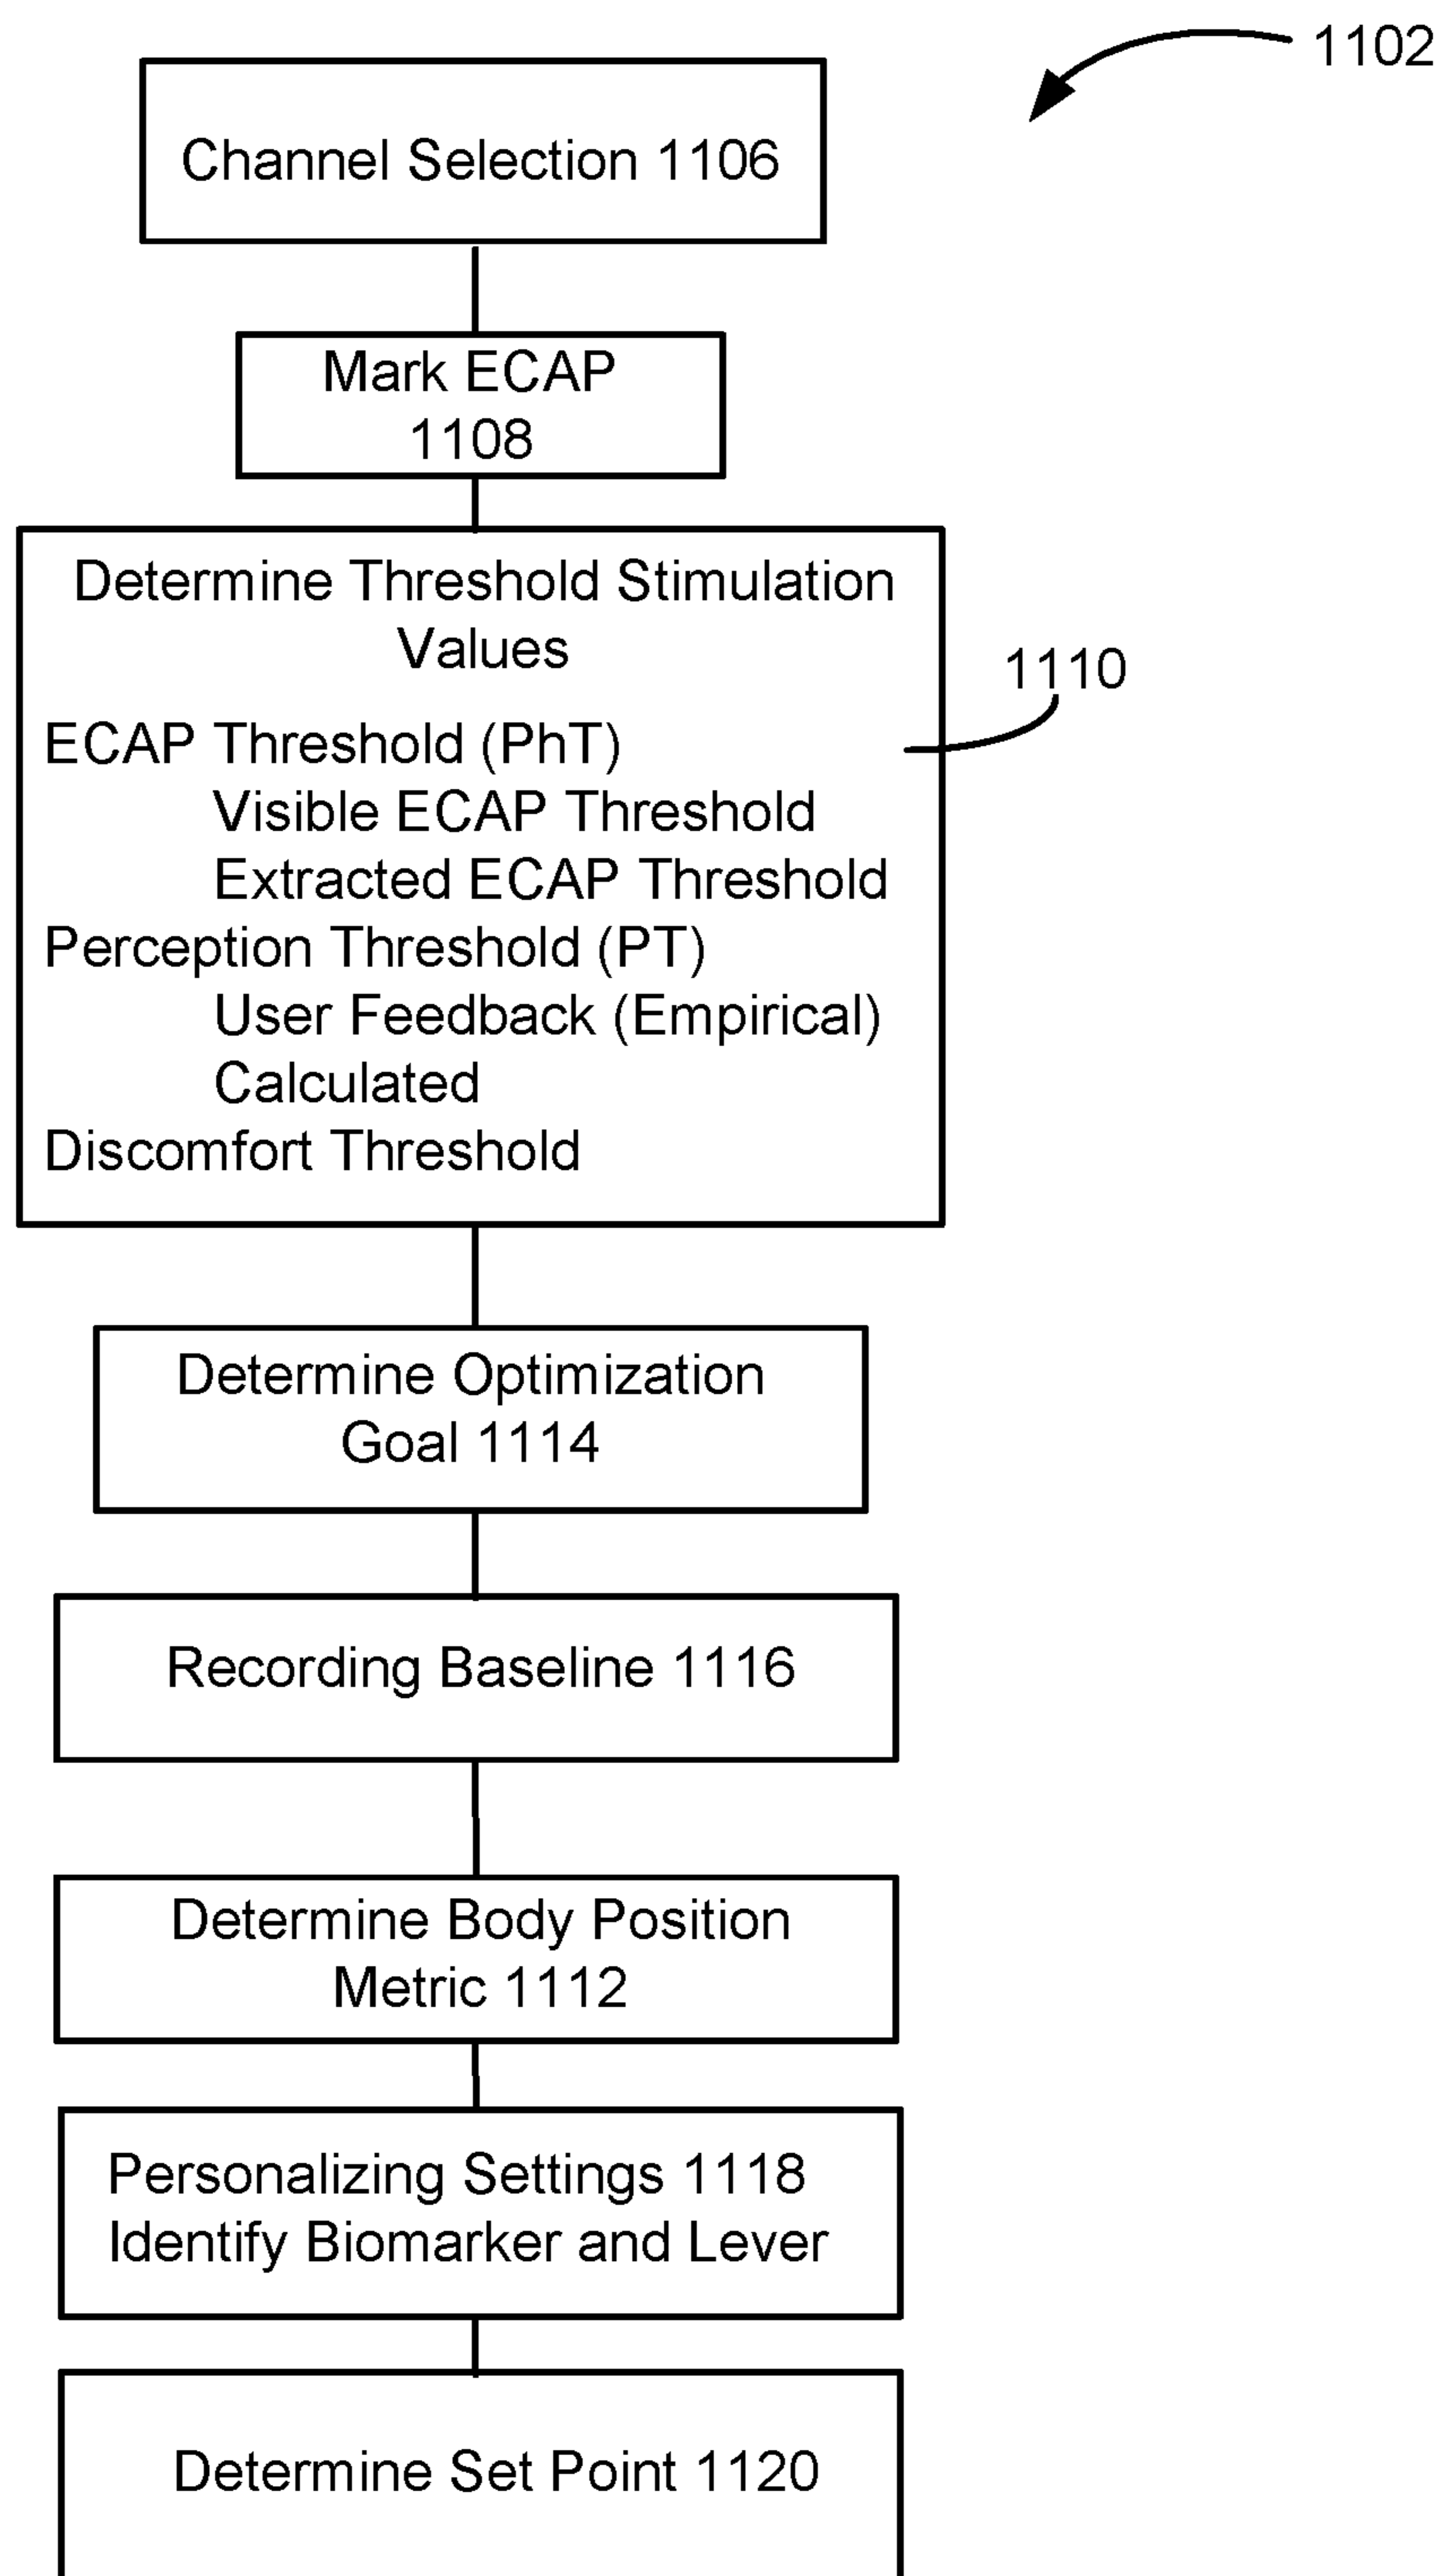 1102
Channel Selection 1106
Mark ECAP
1108
Determine Threshold Stimulation
Values
1110
ECAP Threshold (PhT)
Visible ECAP Threshold
Extracted ECAP Threshold
Perception Threshold (PT)
User Feedback (Empirical)
Calculated
Discomfort Threshold
Determine Optimization
Goal 1114
Recording Baseline 1116
Determine Body Position
Metric 1112
Personalizing Settings 1118
Identify Biomarker and Lever
Determine Set Point 1120